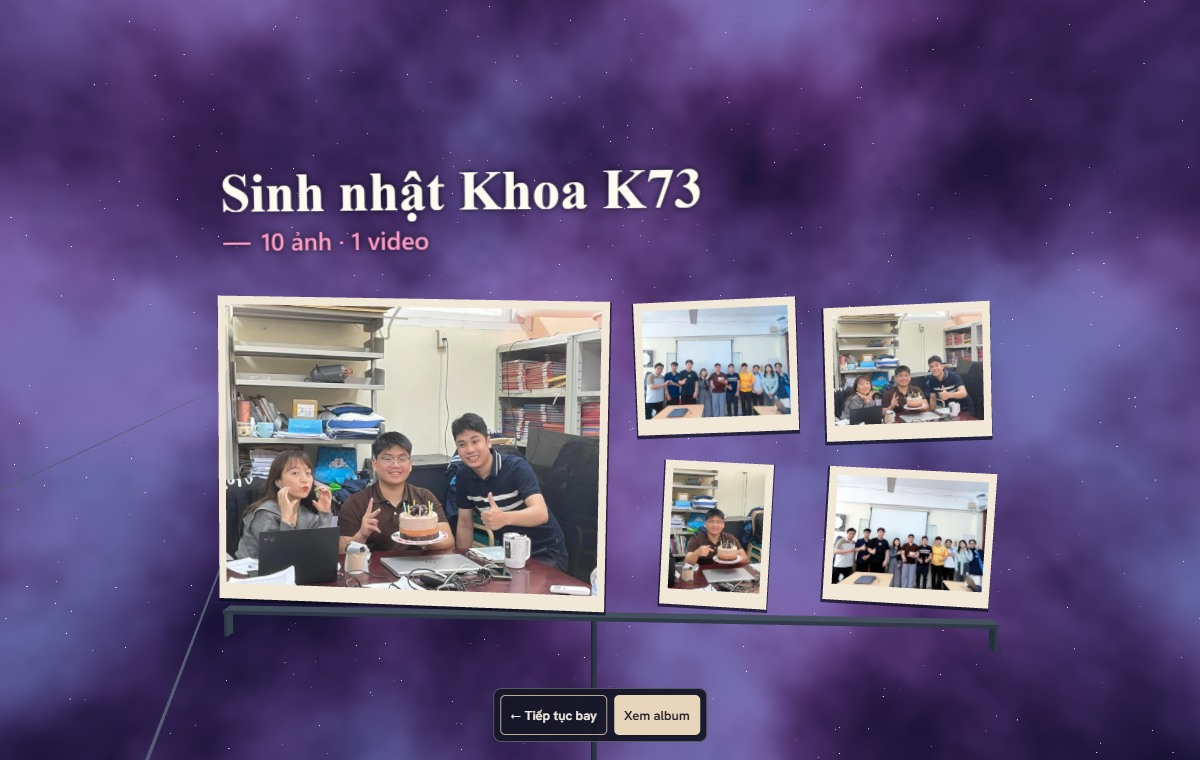 Sinh nhật Khoa K73
— 10 ảnh · 1 video
← Tiếp tục bay
Xem album